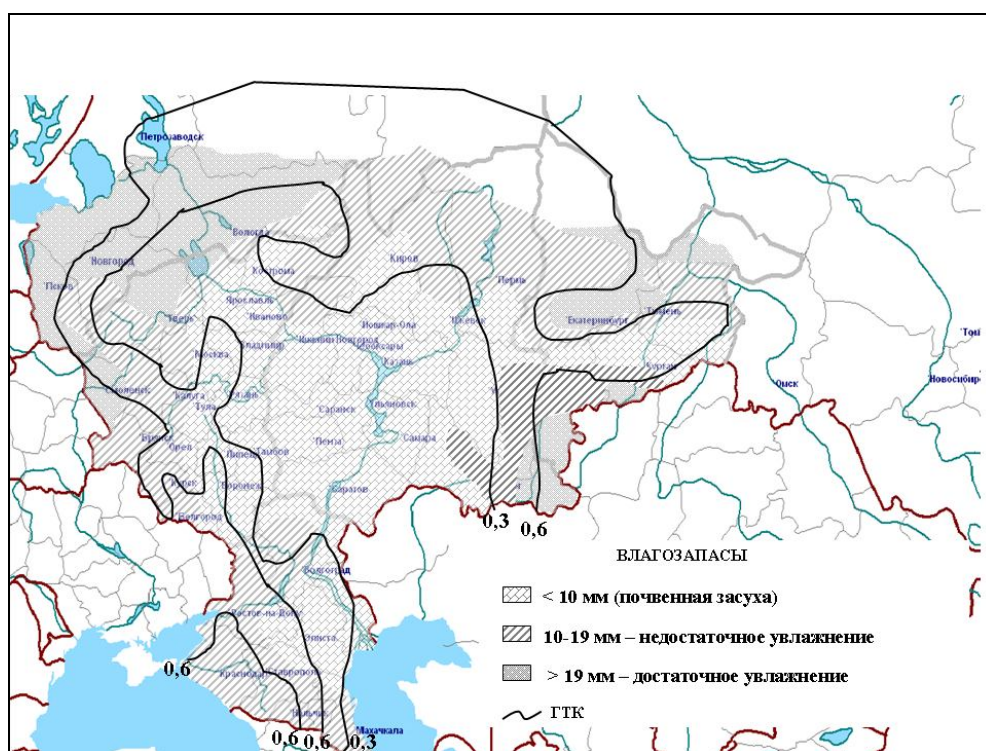 Петрозаводск
Вологда
Новгород
Киров
Кострома
Псков
Пермь
Ярославль
Тверь
Иваново
Екатеринбург
Тюмень
Йошкар-Ола
Ижевск
Владимир
Нижний Новгород
Москва
Казань
Курган
Омск
Новосибир
Смоленск
Калуга
Тула
Ульяновск
Саранск
Брянск
Орел
Пенза
Самара
Липецк
Тамбов
Курск
Воронеж
Саратов
Белгород
0,3
0,6
ВЛАГОЗАПАСЫ
Волгоград
< 10 мм (почвенная засуха)
Ростов-на-Дону
Элиста
10-19 мм – недостаточное увлажнение
0,6
Краснодар
Ставрополь
> 19 мм – достаточное увлажнение
Нальчик
ГТК
0,6
0,6
0,3
Махачкала